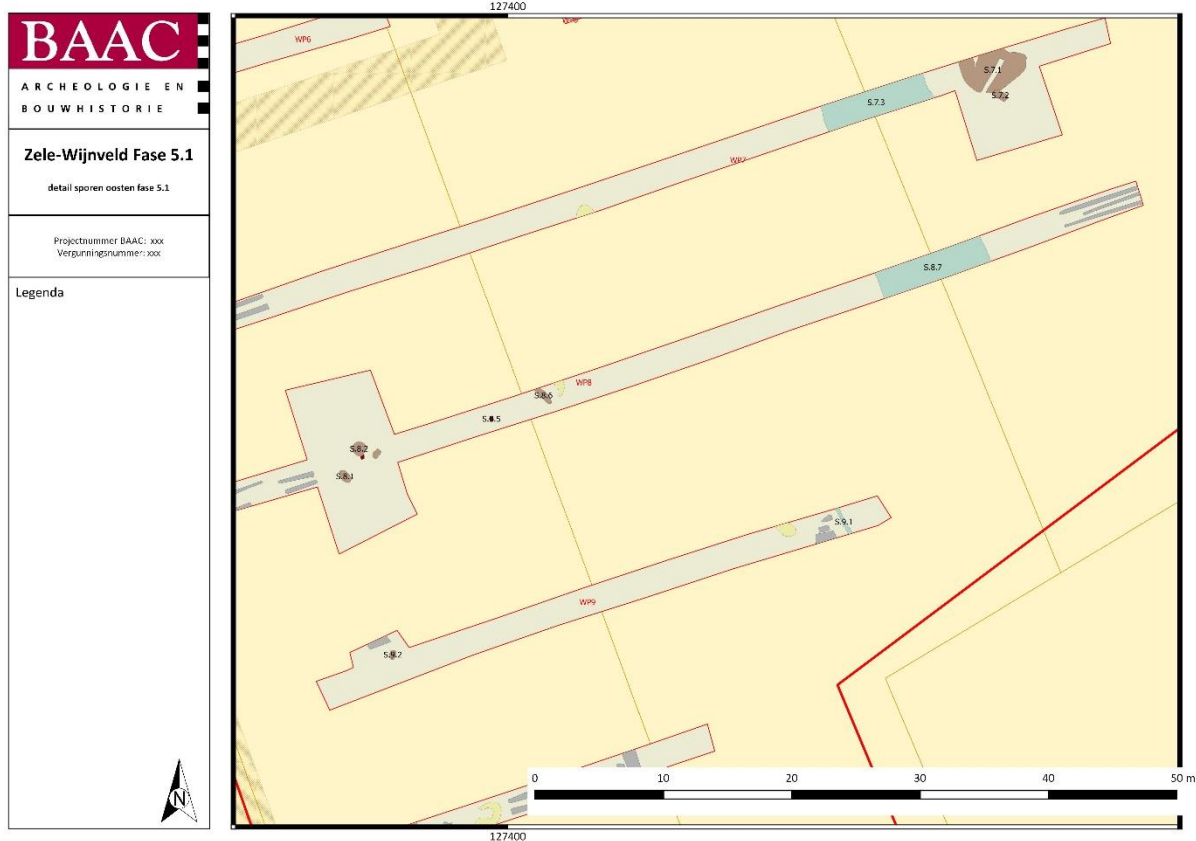 BAAC
ARCHEOLOGIE EN
BOUWHISTORIE
Zele-Wijnveld Fase 5.1
detail sporen oosten fase 5.1
Projectnummer BAAC: xxx
Vergunningsnummer: xxx
Legenda
N
127400
WP6
S.7.1
S.7.2
S.7.3
WP7
S.8.7
WP8
S.8.6
S.8.5
S.8.2
S.8.1
S.9.1
WP9
S.9.2
0 10 20 30 40 50 m
127400